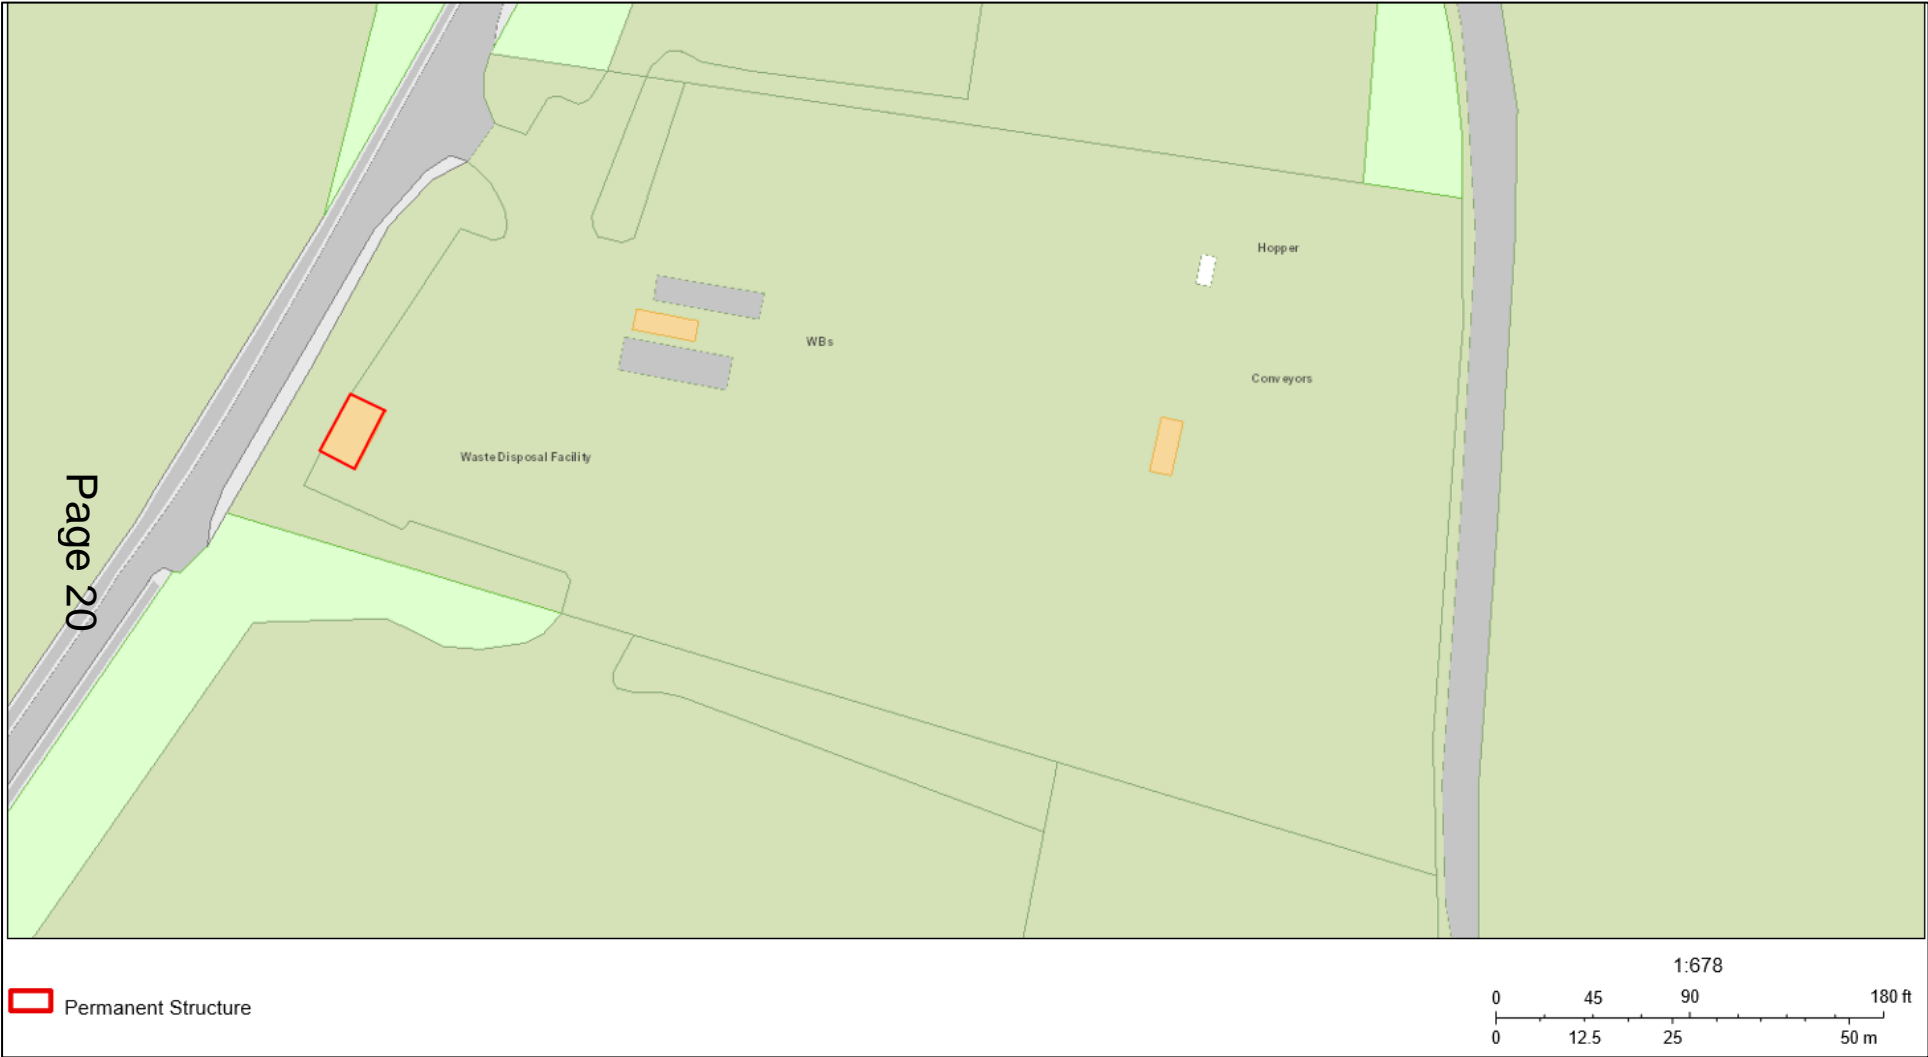 Hopper
WBs
Conveyors
Waste Disposal Facility
Page 20
Permanent Structure
1:678
0 45 90 180 ft
0 12.5 25 50 m